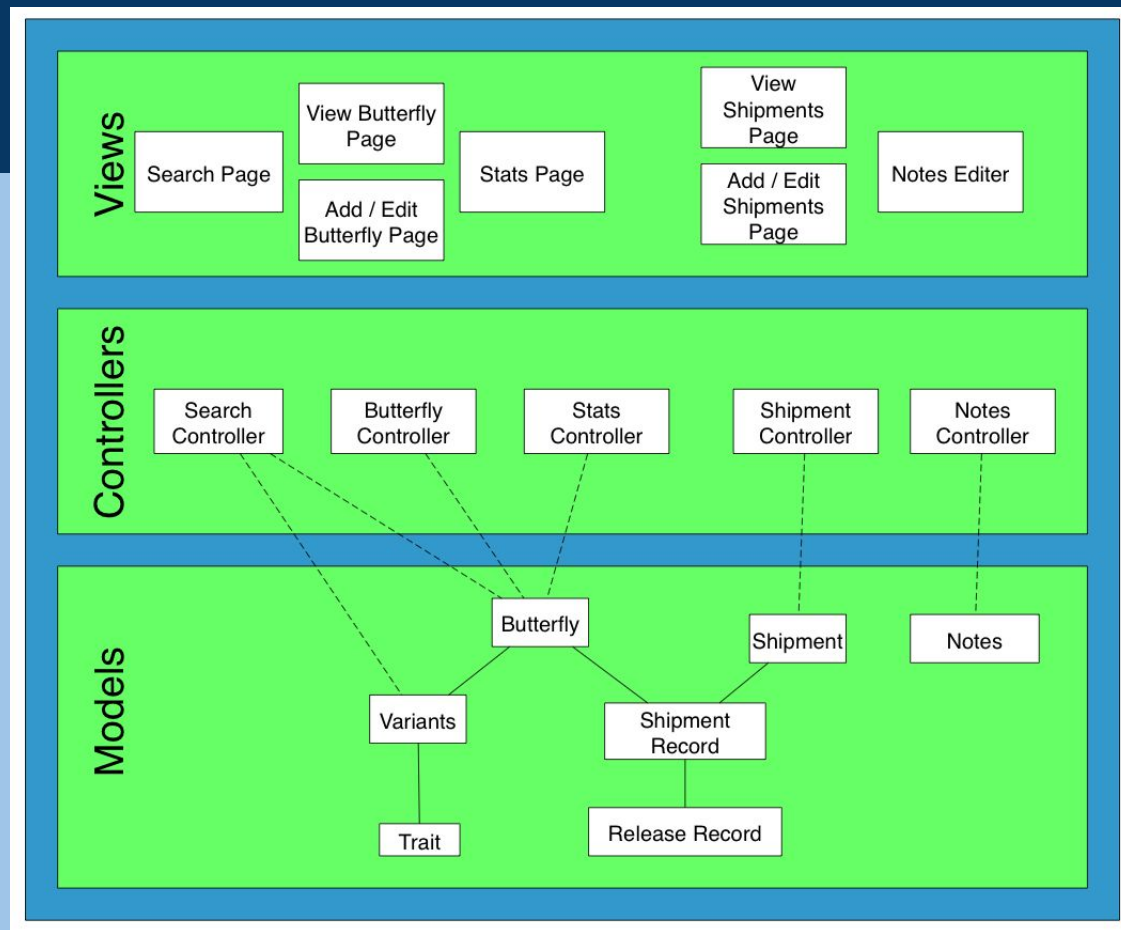 Views
Search Page
View Butterfly
Page
Add / Edit
Butterfly Page
Stats Page
View
Shipments
Page
Add / Edit
Shipments
Page
Notes Editer
Controllers
Search
Controller
Butterfly
Controller
Stats
Controller
Shipment
Controller
Notes
Controller
Models
Butterfly
Shipment
Notes
Variants
Shipment
Record
Trait
Release Record